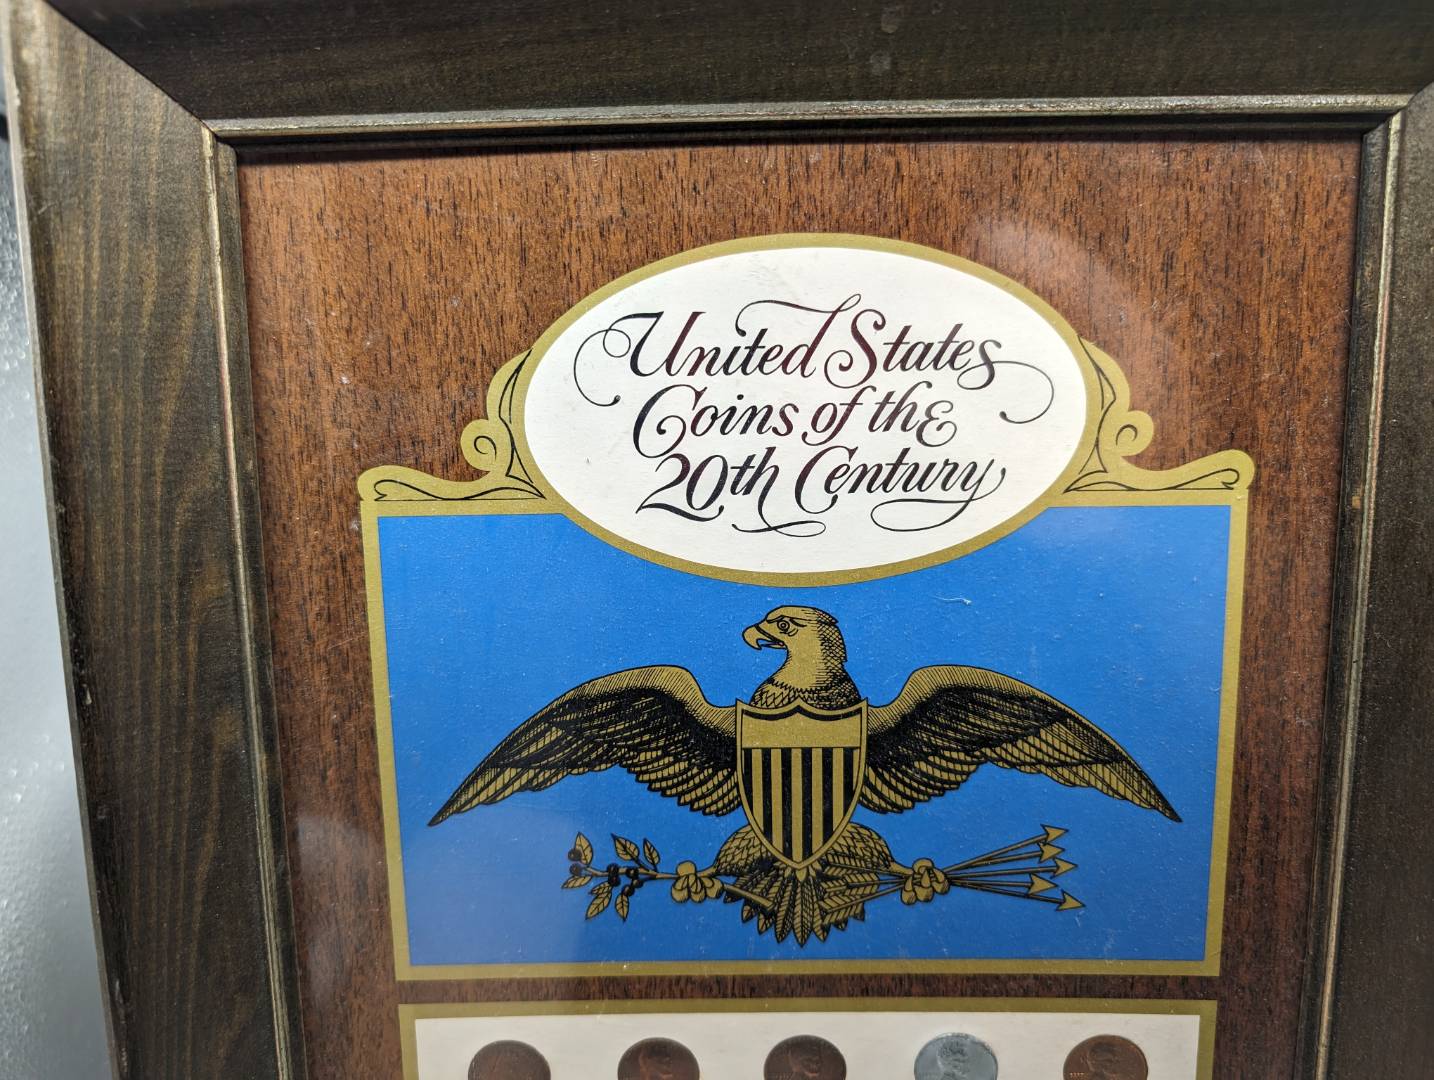 United States
Coins of the
20th Century